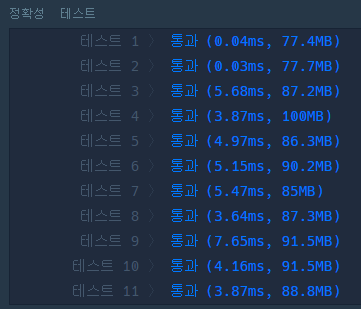 정확성 테스트
테스트 1 〉 통과 (0.04ms, 77.4MB)
테스트 2 〉 통과 (0.03ms, 77.7MB)
테스트 3 〉 통과 (5.68ms, 87.2MB)
테스트 4 〉 통과 (3.87ms, 100MB)
테스트 5 〉 통과 (4.97ms, 86.3MB)
테스트 6 〉 통과 (5.15ms, 90.2MB)
테스트 7 〉 통과 (5.47ms, 85MB)
테스트 8 〉 통과 (3.64ms, 87.3MB)
테스트 9 〉 통과 (7.65ms, 91.5MB)
테스트 10 〉 통과 (4.16ms, 91.5MB)
테스트 11 〉 통과 (3.87ms, 88.8MB)